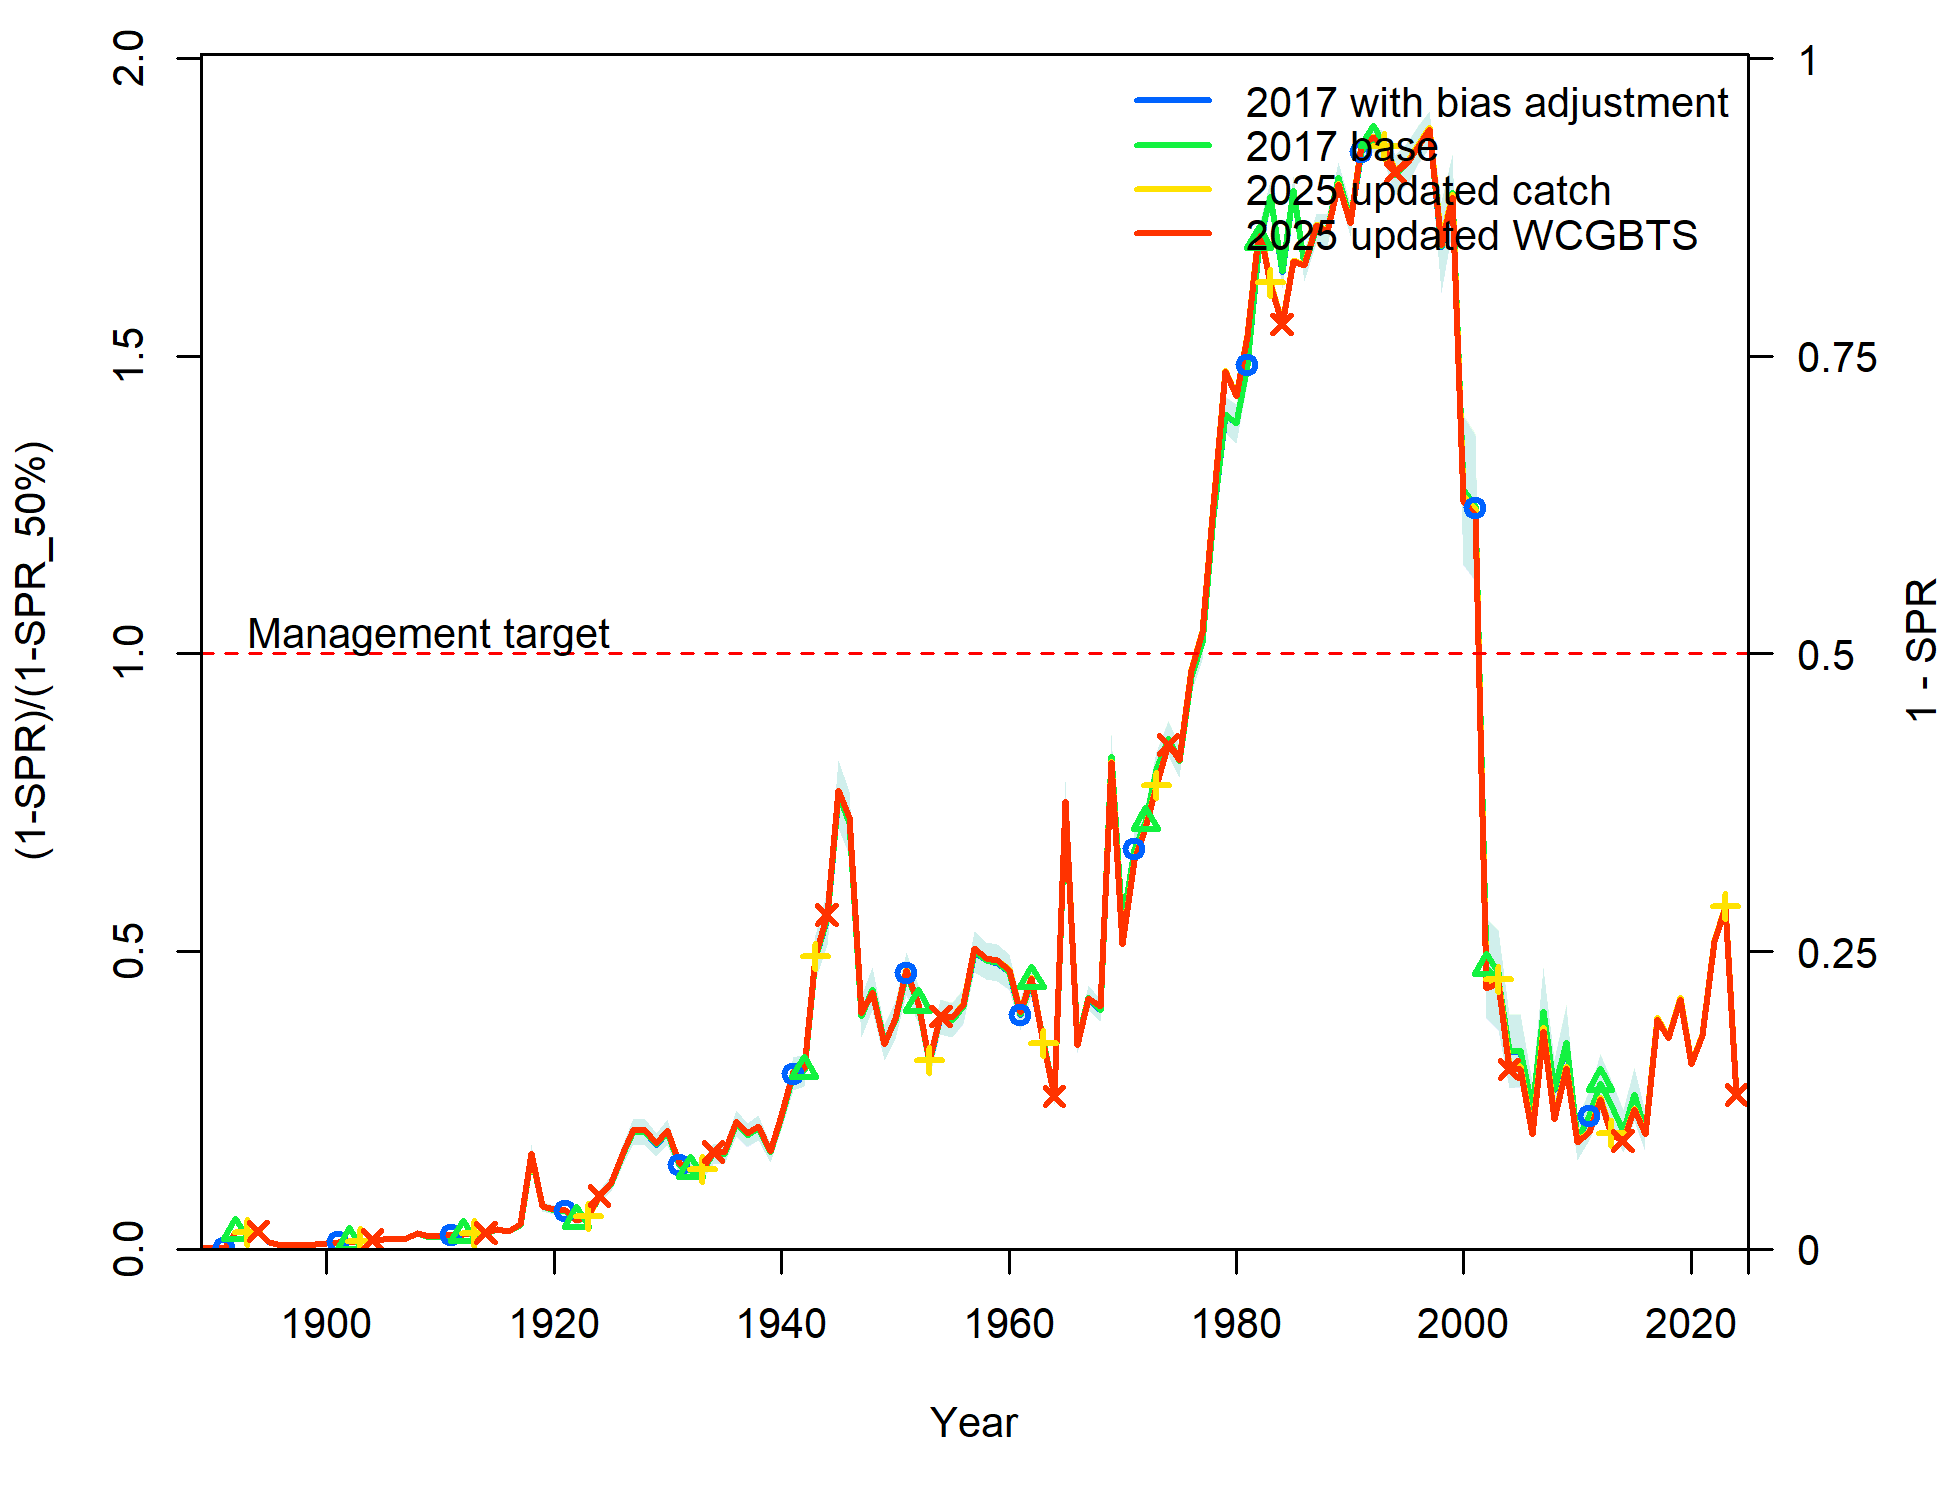 2017 with bias adjustment
2017 base
2025 updated catch
2025 updated WCGBTS
Management target
(1-SPR)/(1-SPR_50%)
0.0
0.5
1.0
1.5
2.0
1 - SPR
0
0.25
0.5
0.75
1
1900
1920
1940
1960
1980
2000
2020
Year